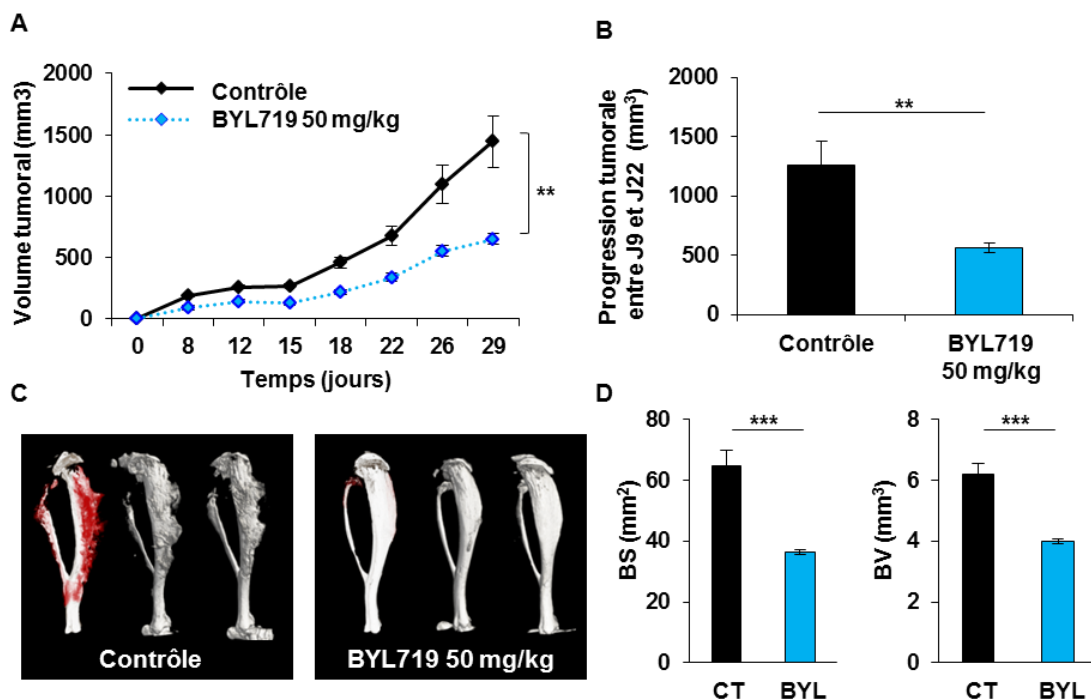 A
Volume tumoral (mm3)
2000
1500
1000
500
0
Contrôle
BYL719 50 mg/kg
**
0 8 12 15 18 22 26 29
Temps (jours)
B
Progression tumorale
entre J9 et J22 (mm³)
2000
1500
1000
500
0
**
Contrôle
BYL719
50 mg/kg
C
Contrôle
BYL719 50 mg/kg
D
BS (mm²)
80
60
40
20
0
***
CT BYL
BV (mm³)
8
6
4
2
0
***
CT BYL